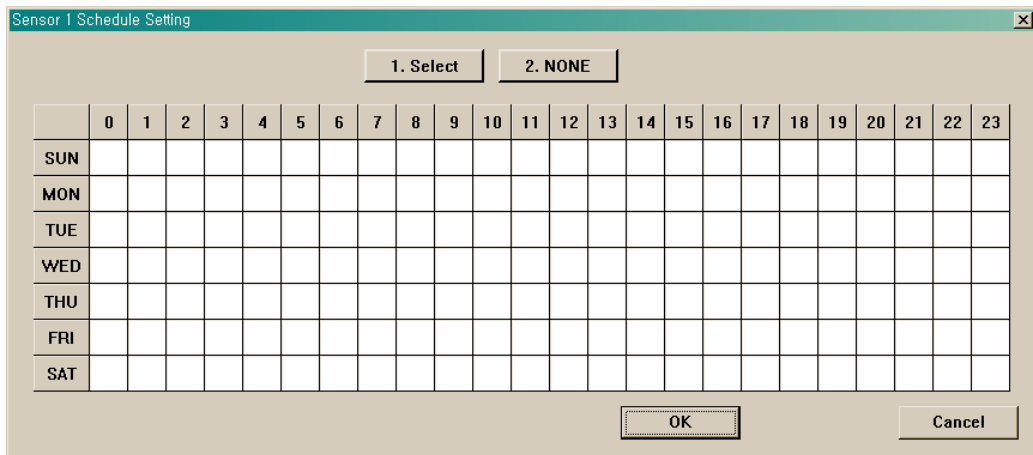 Sensor 1 Schedule Setting
1. Select 2. NONE
0 1 2 3 4 5 6 7 8 9 10 11 12 13 14 15 16 17 18 19 20 21 22 23
SUN
MON
TUE
WED
THU
FRI
SAT
OK Cancel